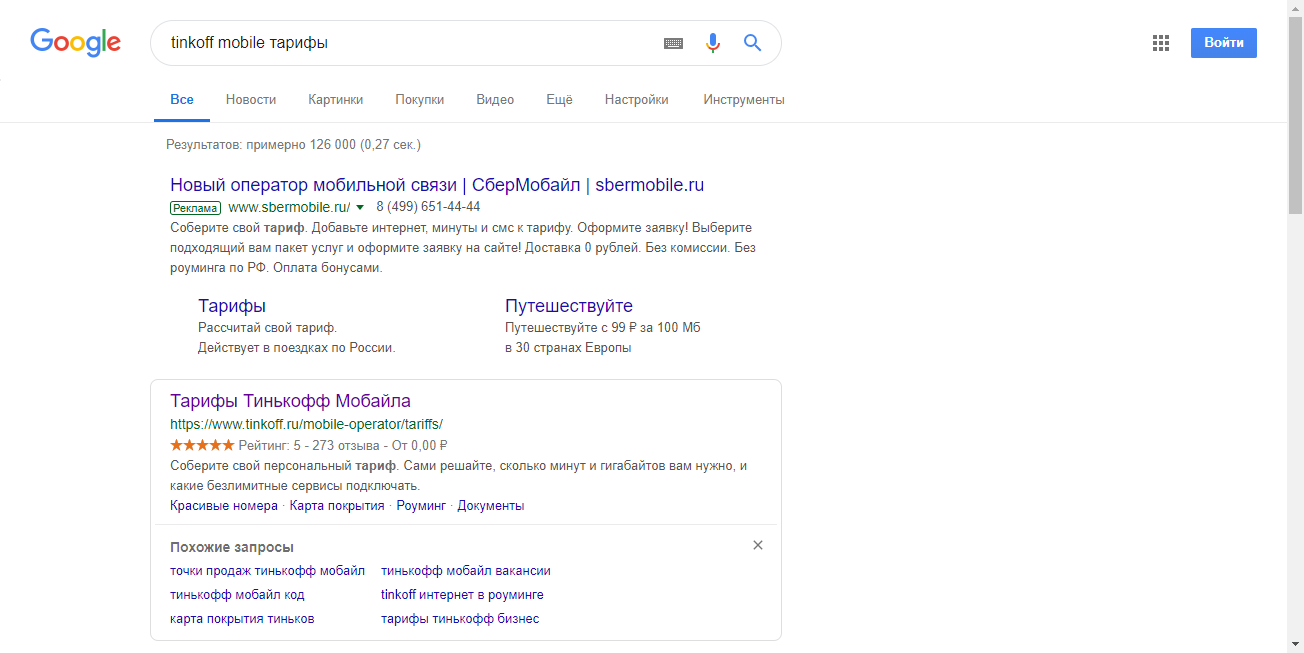 Google
tinkoff mobile тарифы
Войти
Все Новости Картинки Покупки Видео Ещё Настройки Инструменты
Результатов: примерно 126 000 (0,27 сек.)
Новый оператор мобильной связи | СберМобайл | sbermobile.ru
Реклама www.sbermobile.ru/ 8 (499) 651-44-44
Соберите свой тариф. Добавьте интернет, минуты и смс к тарифу. Оформите заявку! Выберите
подходящий вам пакет услуг и оформите заявку на сайте! Доставка 0 рублей. Без комиссии. Без
роуминга по РФ. Оплата бонусами.
Тарифы
Рассчитай свой тариф.
Действует в поездках по России.
Путешествуйте
Путешествуйте с 99 ₽ за 100 Мб
в 30 странах Европы
Тарифы Тинькофф Мобайла
https://www.tinkoff.ru/mobile-operator/tariffs/
★★★★★ Рейтинг: 5 - 273 отзыва - От 0,00 ₽
Соберите свой персональный тариф. Сами решайте, сколько минут и гигабайтов вам нужно, и
какие безлимитные сервисы подключать.
Красивые номера · Карта покрытия · Роуминг · Документы
Похожие запросы
точки продаж тинькофф мобайл тинькофф мобайл вакансии
тинькофф мобайл код tinkoff интернет в роуминге
карта покрытия тиньков тарифы тинькофф бизнес